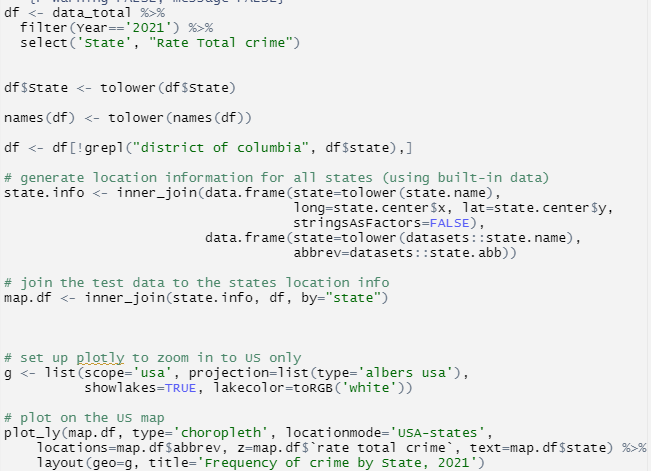 df <- data_total %>%
  filter(Year=='2021') %>%
  select('State', "Rate Total crime")
df$State <- tolower(df$State)
names(df) <- tolower(names(df))
df <- df[!grepl("district of columbia", df$state),]
# generate location information for all states (using built-in data)
state.info <- inner_join(data.frame(state=tolower(state.name),
                                    long=state.center$x, lat=state.center$y,
                                    stringsAsFactors=FALSE),
                         data.frame(state=tolower(datasets::state.name),
                                    abbrev=datasets::state.abb))
# join the test data to the states location info
map.df <- inner_join(state.info, df, by="state")
# set up plotly to zoom in to US only
g <- list(scope='usa', projection=list(type='albers usa'),
          showlakes=TRUE, lakecolor=toRGB('white'))
# plot on the US map
plot_ly(map.df, type='choropleth', locationmode='USA-states',
    locations=map.df$abbrev, z=map.df$`rate total crime`, text=map.df$state) %>%
    layout(geo=g, title='Frequency of crime by State, 2021')